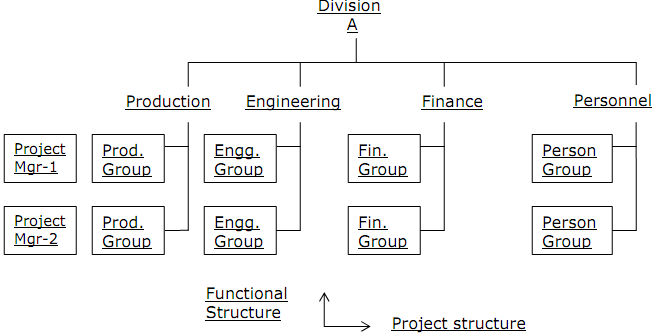 Division
A
Production
Engineering
Finance
Personnel
Project
Mgr-1
Prod.
Group
Engg.
Group
Fin.
Group
Person
Group
Project
Mgr-2
Prod.
Group
Engg.
Group
Fin.
Group
Person
Group
Functional
Structure
Project structure